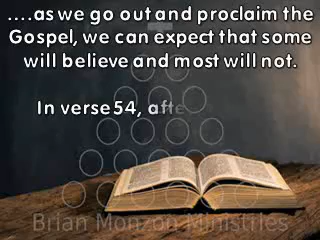 ....as we go out and proclaim the
Gospel, we can expect that some
will believe and most will not.
In verse 54, afte
Brian Monzon Ministries